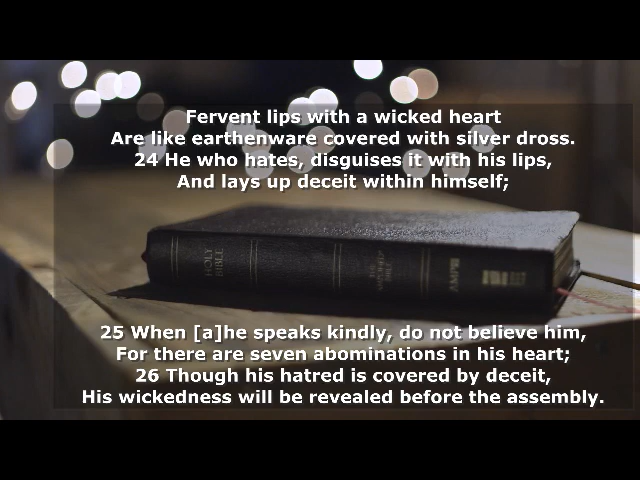 Fervent lips with a wicked heart
Are like earthenware covered with silver dross.
24 He who hates, disguises it with his lips,
And lays up deceit within himself;
HOLY
BIBLE
AMP
25 When [a]he speaks kindly, do not believe him,
For there are seven abominations in his heart;
26 Though his hatred is covered by deceit,
His wickedness will be revealed before the assembly.